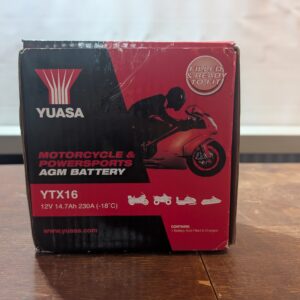 YUASA
FILLED
& READY
TO FIT!
MOTORCYCLE &
POWERSPORTS
AGM BATTERY
YTX16
12V 14.7Ah 230A (-18°C)
www.yuasa.com
CONTAINS: